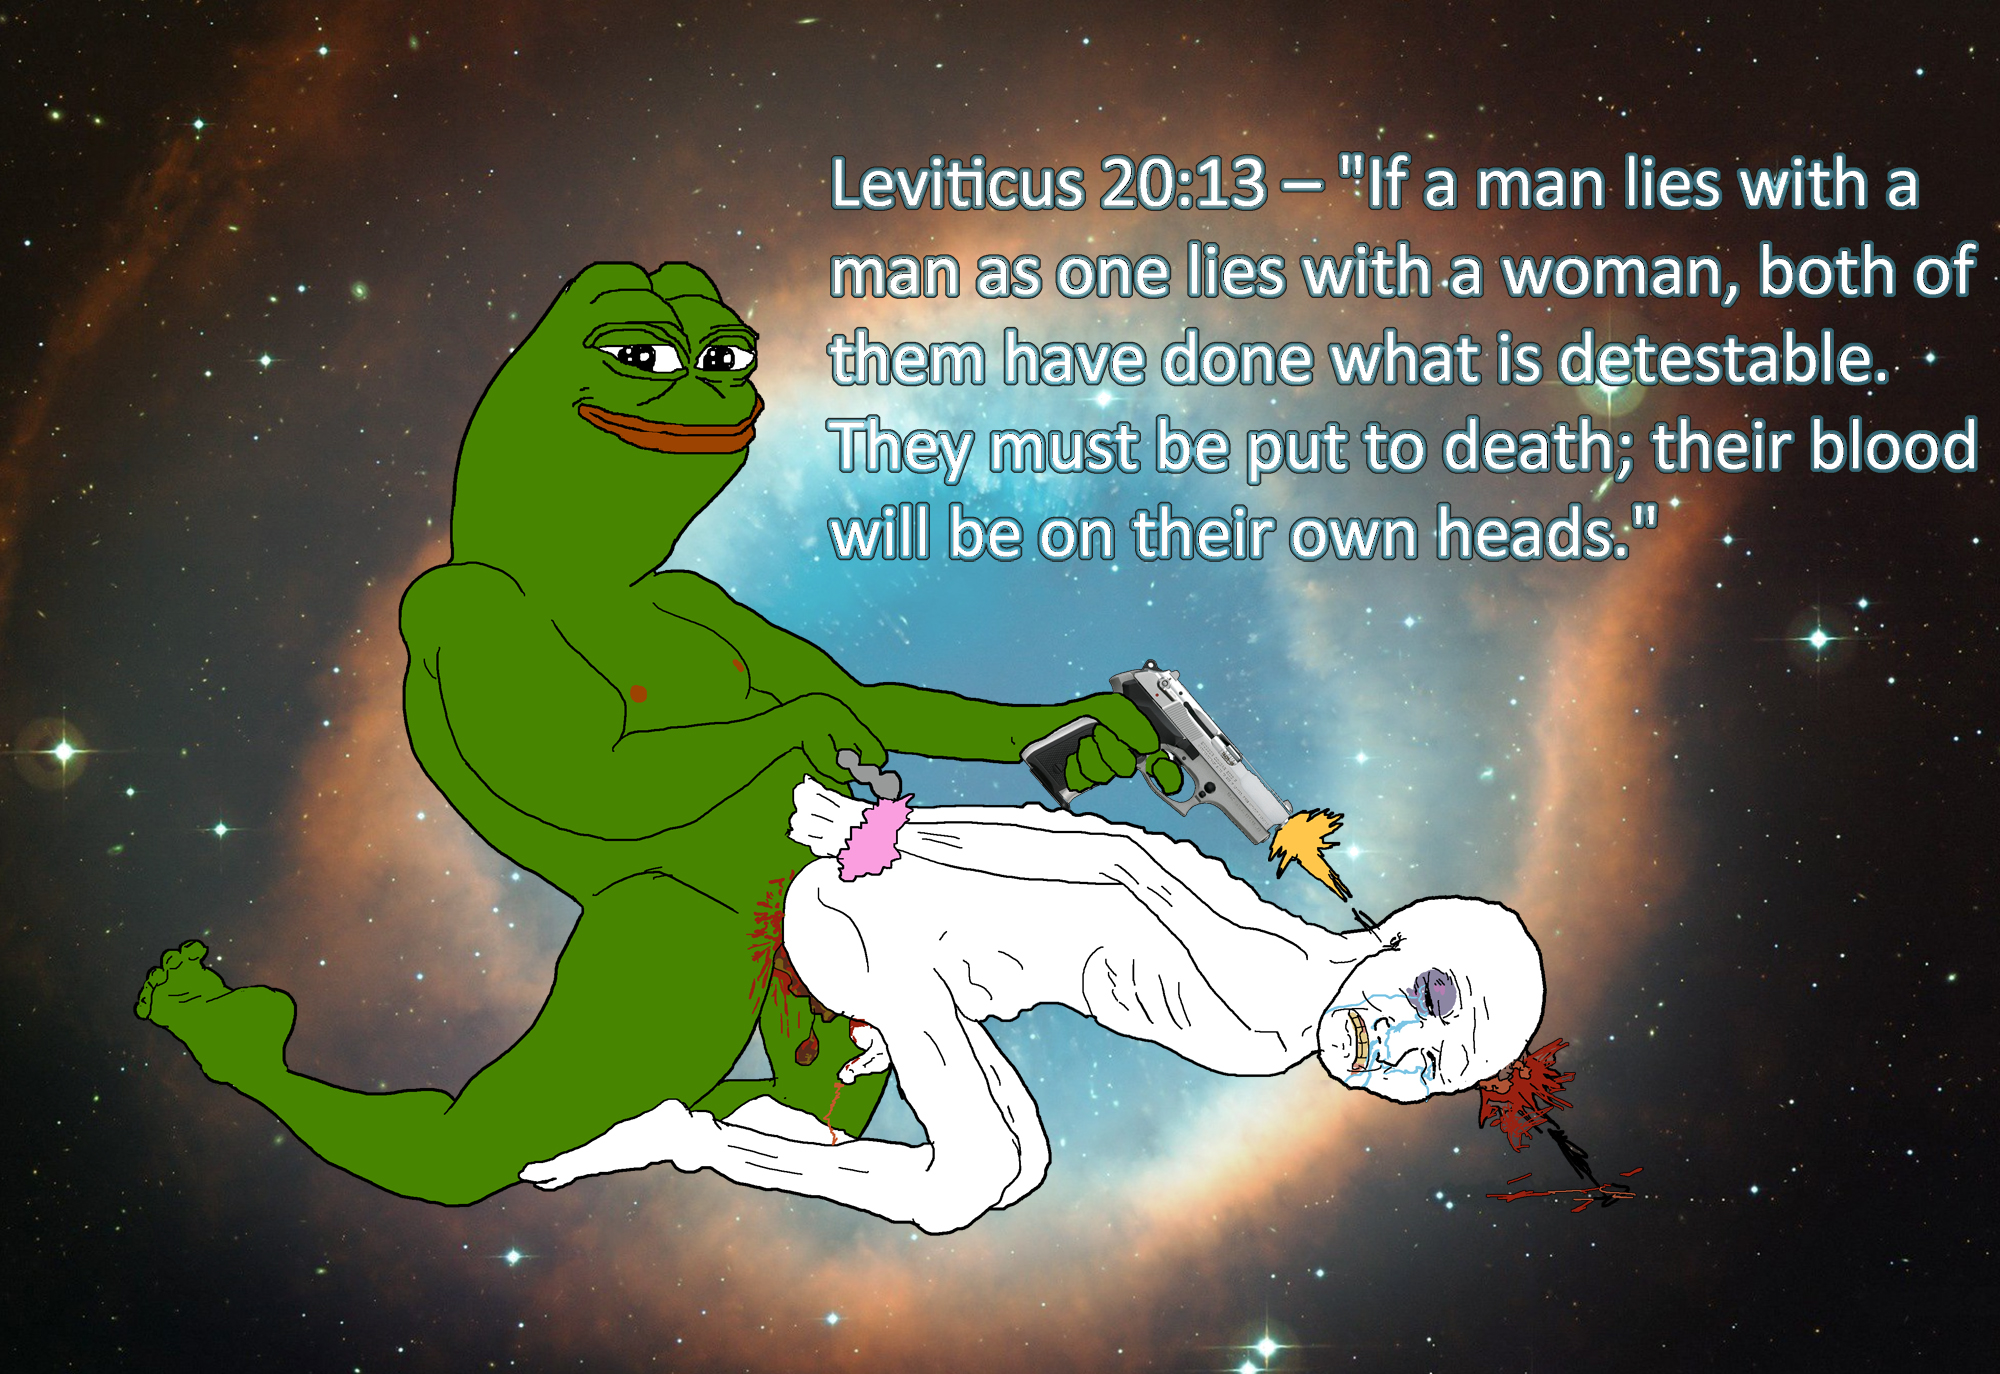 Leviticus 20:13 – "If a man lies with a
man as one lies with a woman, both of
them have done what is detestable.
They must be put to death; their blood
will be on their own heads."